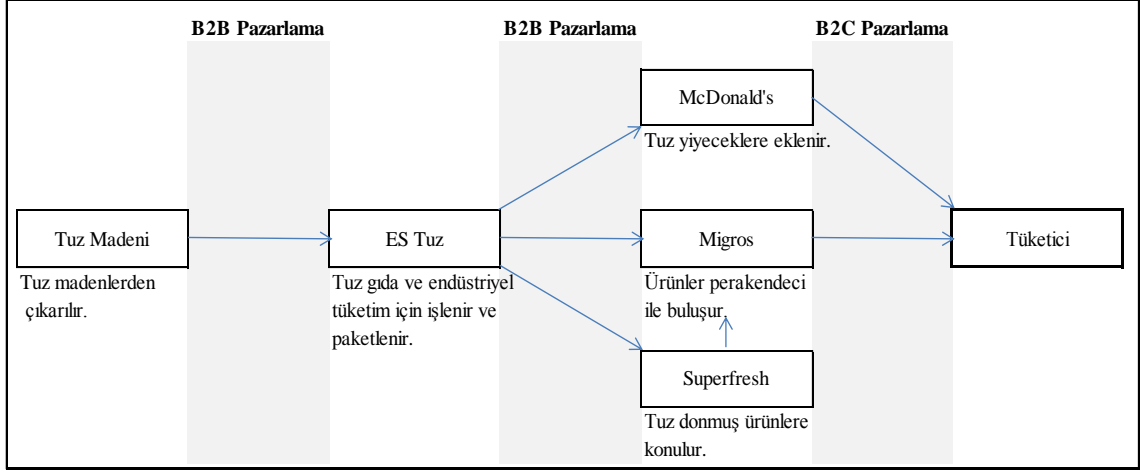 B2B Pazarlama
B2B Pazarlama
B2C Pazarlama
McDonald's
Tuz yiyeceklere eklenir.
Tuz Madeni
Tuz madenlerden
çıkarılır.
ES Tuz
Tuz gıda ve endüstriyel
tüketim için işlenir ve
paketlenir.
Migros
Ürünler perakendeci
ile buluşur.
Tüketici
Superfresh
Tuz donmuş ürünlere
konulur.